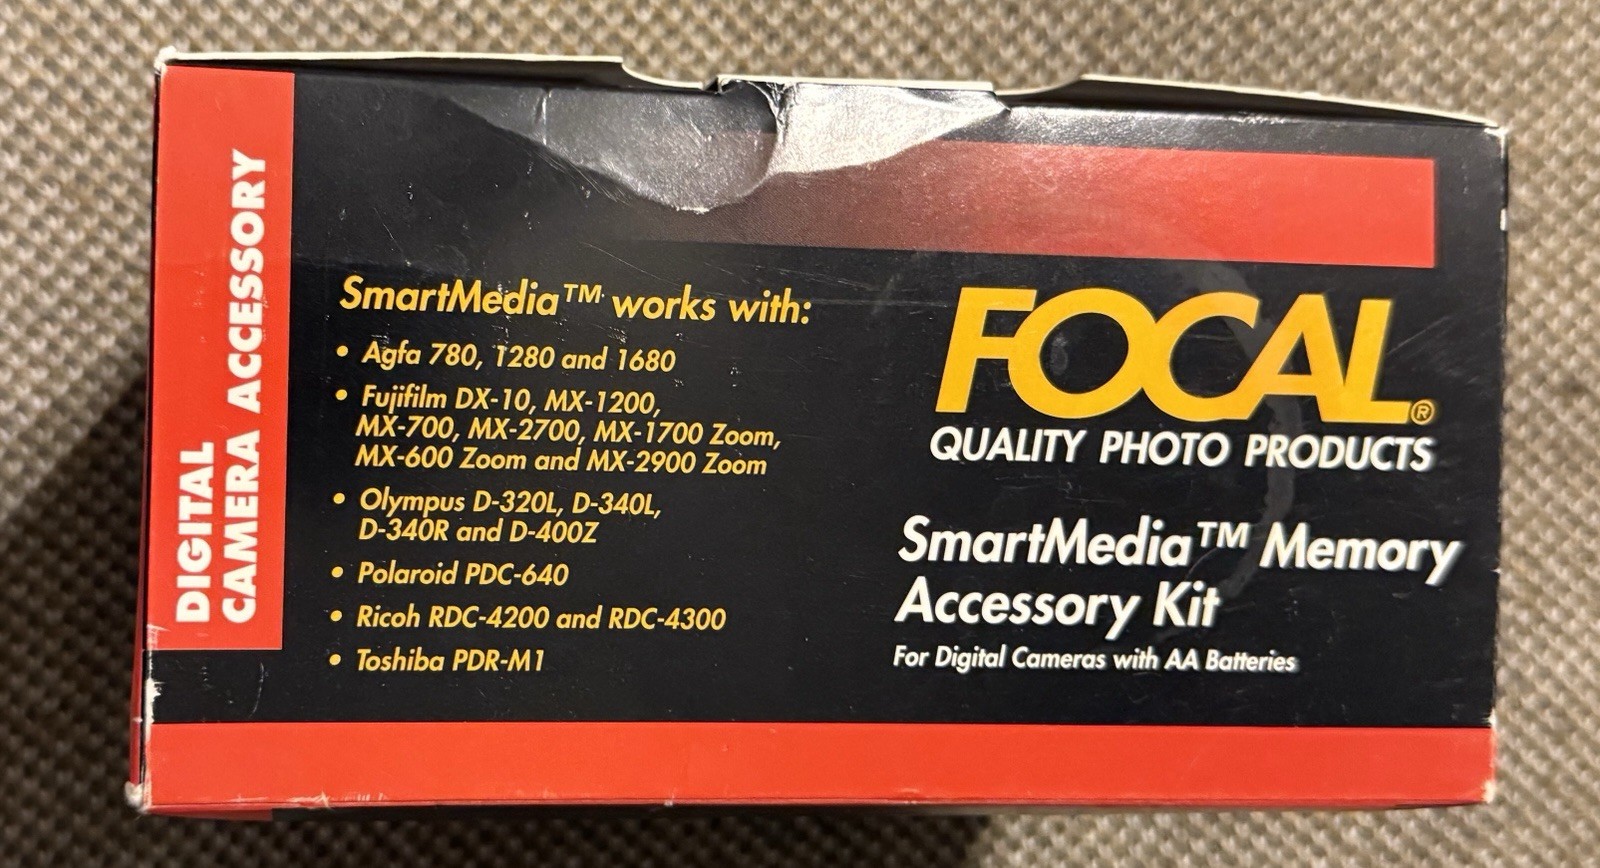 DIGITAL
CAMERA ACCESSORY
SmartMedia™ works with:
• Agfa 780, 1280 and 1680
• Fujifilm DX-10, MX-1200,
MX-700, MX-2700, MX-1700 Zoom,
MX-600 Zoom and MX-2900 Zoom
• Olympus D-320L, D-340L,
D-340R and D-400Z
• Polaroid PDC-640
• Ricoh RDC-4200 and RDC-4300
• Toshiba PDR-M1
FOCAL®
QUALITY PHOTO PRODUCTS
SmartMedia™ Memory
Accessory Kit
For Digital Cameras with AA Batteries